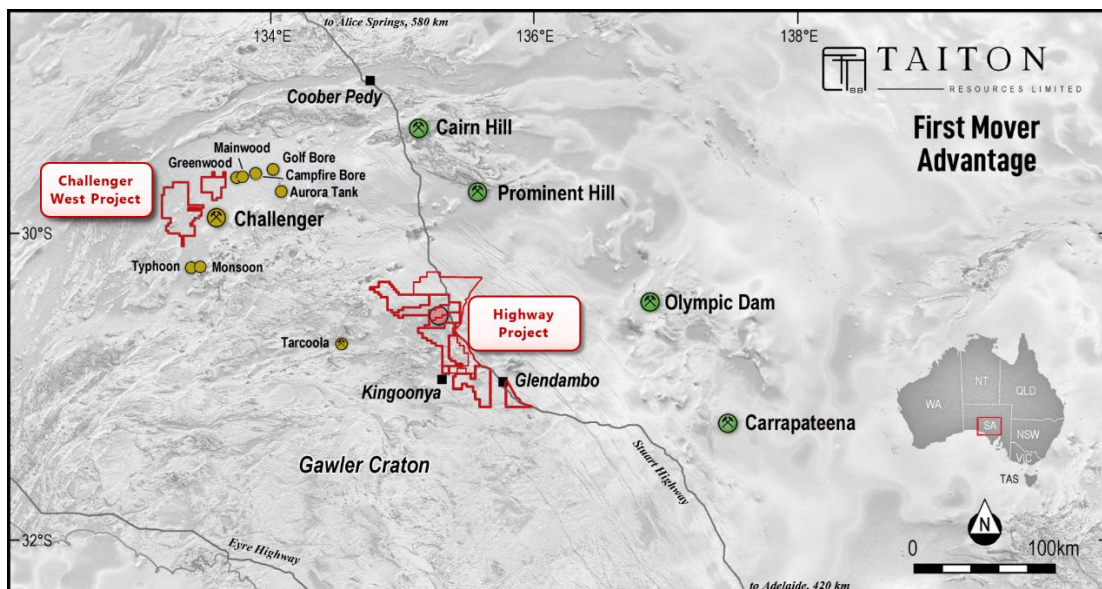 to Alice Springs, 580 km
134°E
136°E
138°E
TAITON
TT88
RESOURCES LIMITED
First Mover
Advantage
Coober Pedy
Cairn Hill
Mainwood
Golf Bore
Greenwood
Campfire Bore
Aurora Tank
Prominent Hill
Challenger
West Project
Challenger
30°S
Typhoon
Monsoon
Olympic Dam
Highway
Project
Tarcoola
Kingoonya
Glendambo
Carrapateena
Gawler Craton
Stuart Highway
WA
NT
QLD
SA
NSW
VIC
TAS
N
32°S
Eyre Highway
0
100km
to Adelaide, 420 km